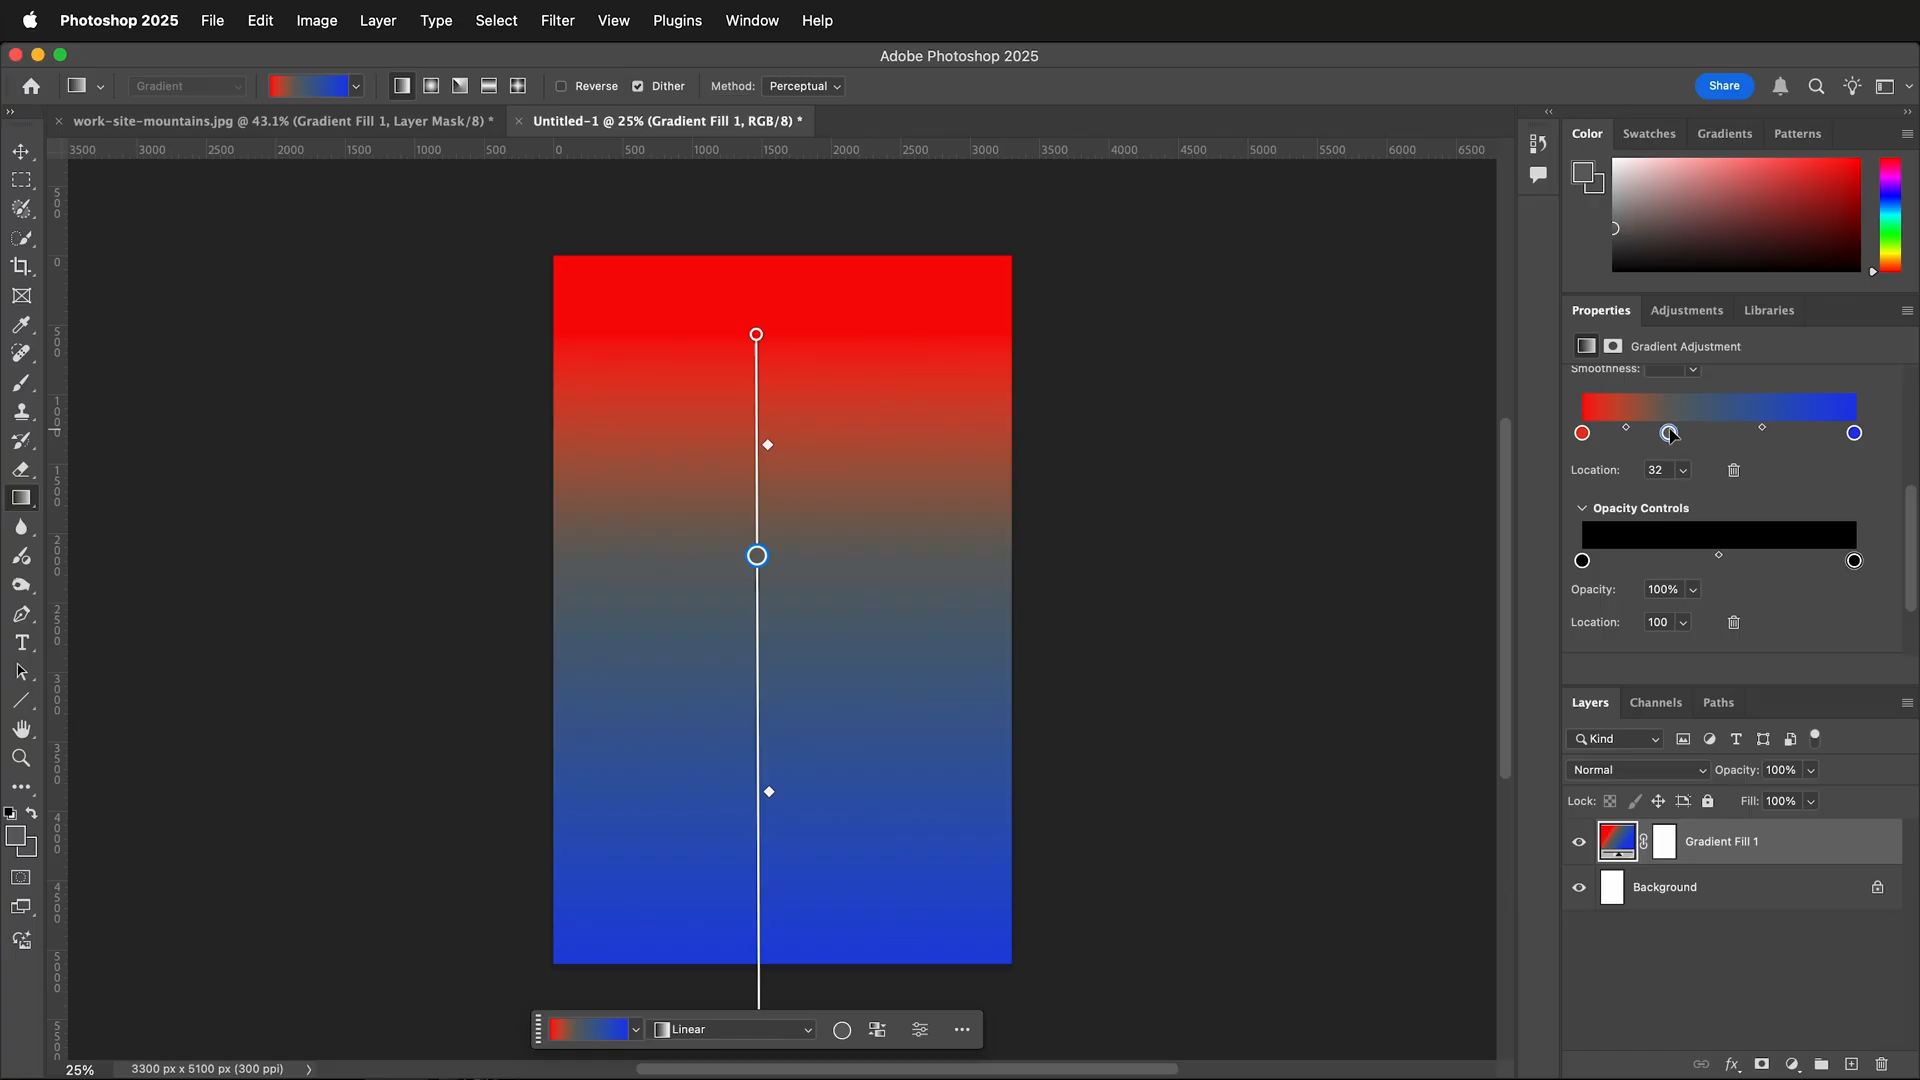 Photoshop 2025 File Edit Image Layer Type Select Filter View Plugins Window Help
Adobe Photoshop 2025
Gradient Reverse Dither Method: Perceptual Share
work-site-mountains.jpg @ 43.1% (Gradient Fill 1, Layer Mask/8) * Untitled-1 @ 25% (Gradient Fill 1, RGB/8) *
3500 3000 2500 2000 1500 1000 500 0 500 1000 1500 2000 2500 3000 3500 4000 4500 5000 5500 6000 6500
500
0
500
1000
1500
2000
2500
3000
3500
4000
4500
5000
550
Color Swatches Gradients Patterns
Properties Adjustments Libraries
Gradient Adjustment
Smoothness:
Location: 32
Opacity Controls
Opacity: 100%
Location: 100
Layers Channels Paths
Kind
Normal Opacity: 100%
Lock: Fill: 100%
Gradient Fill 1
Background
fx
Linear
25% 3300 px x 5100 px (300 ppi)